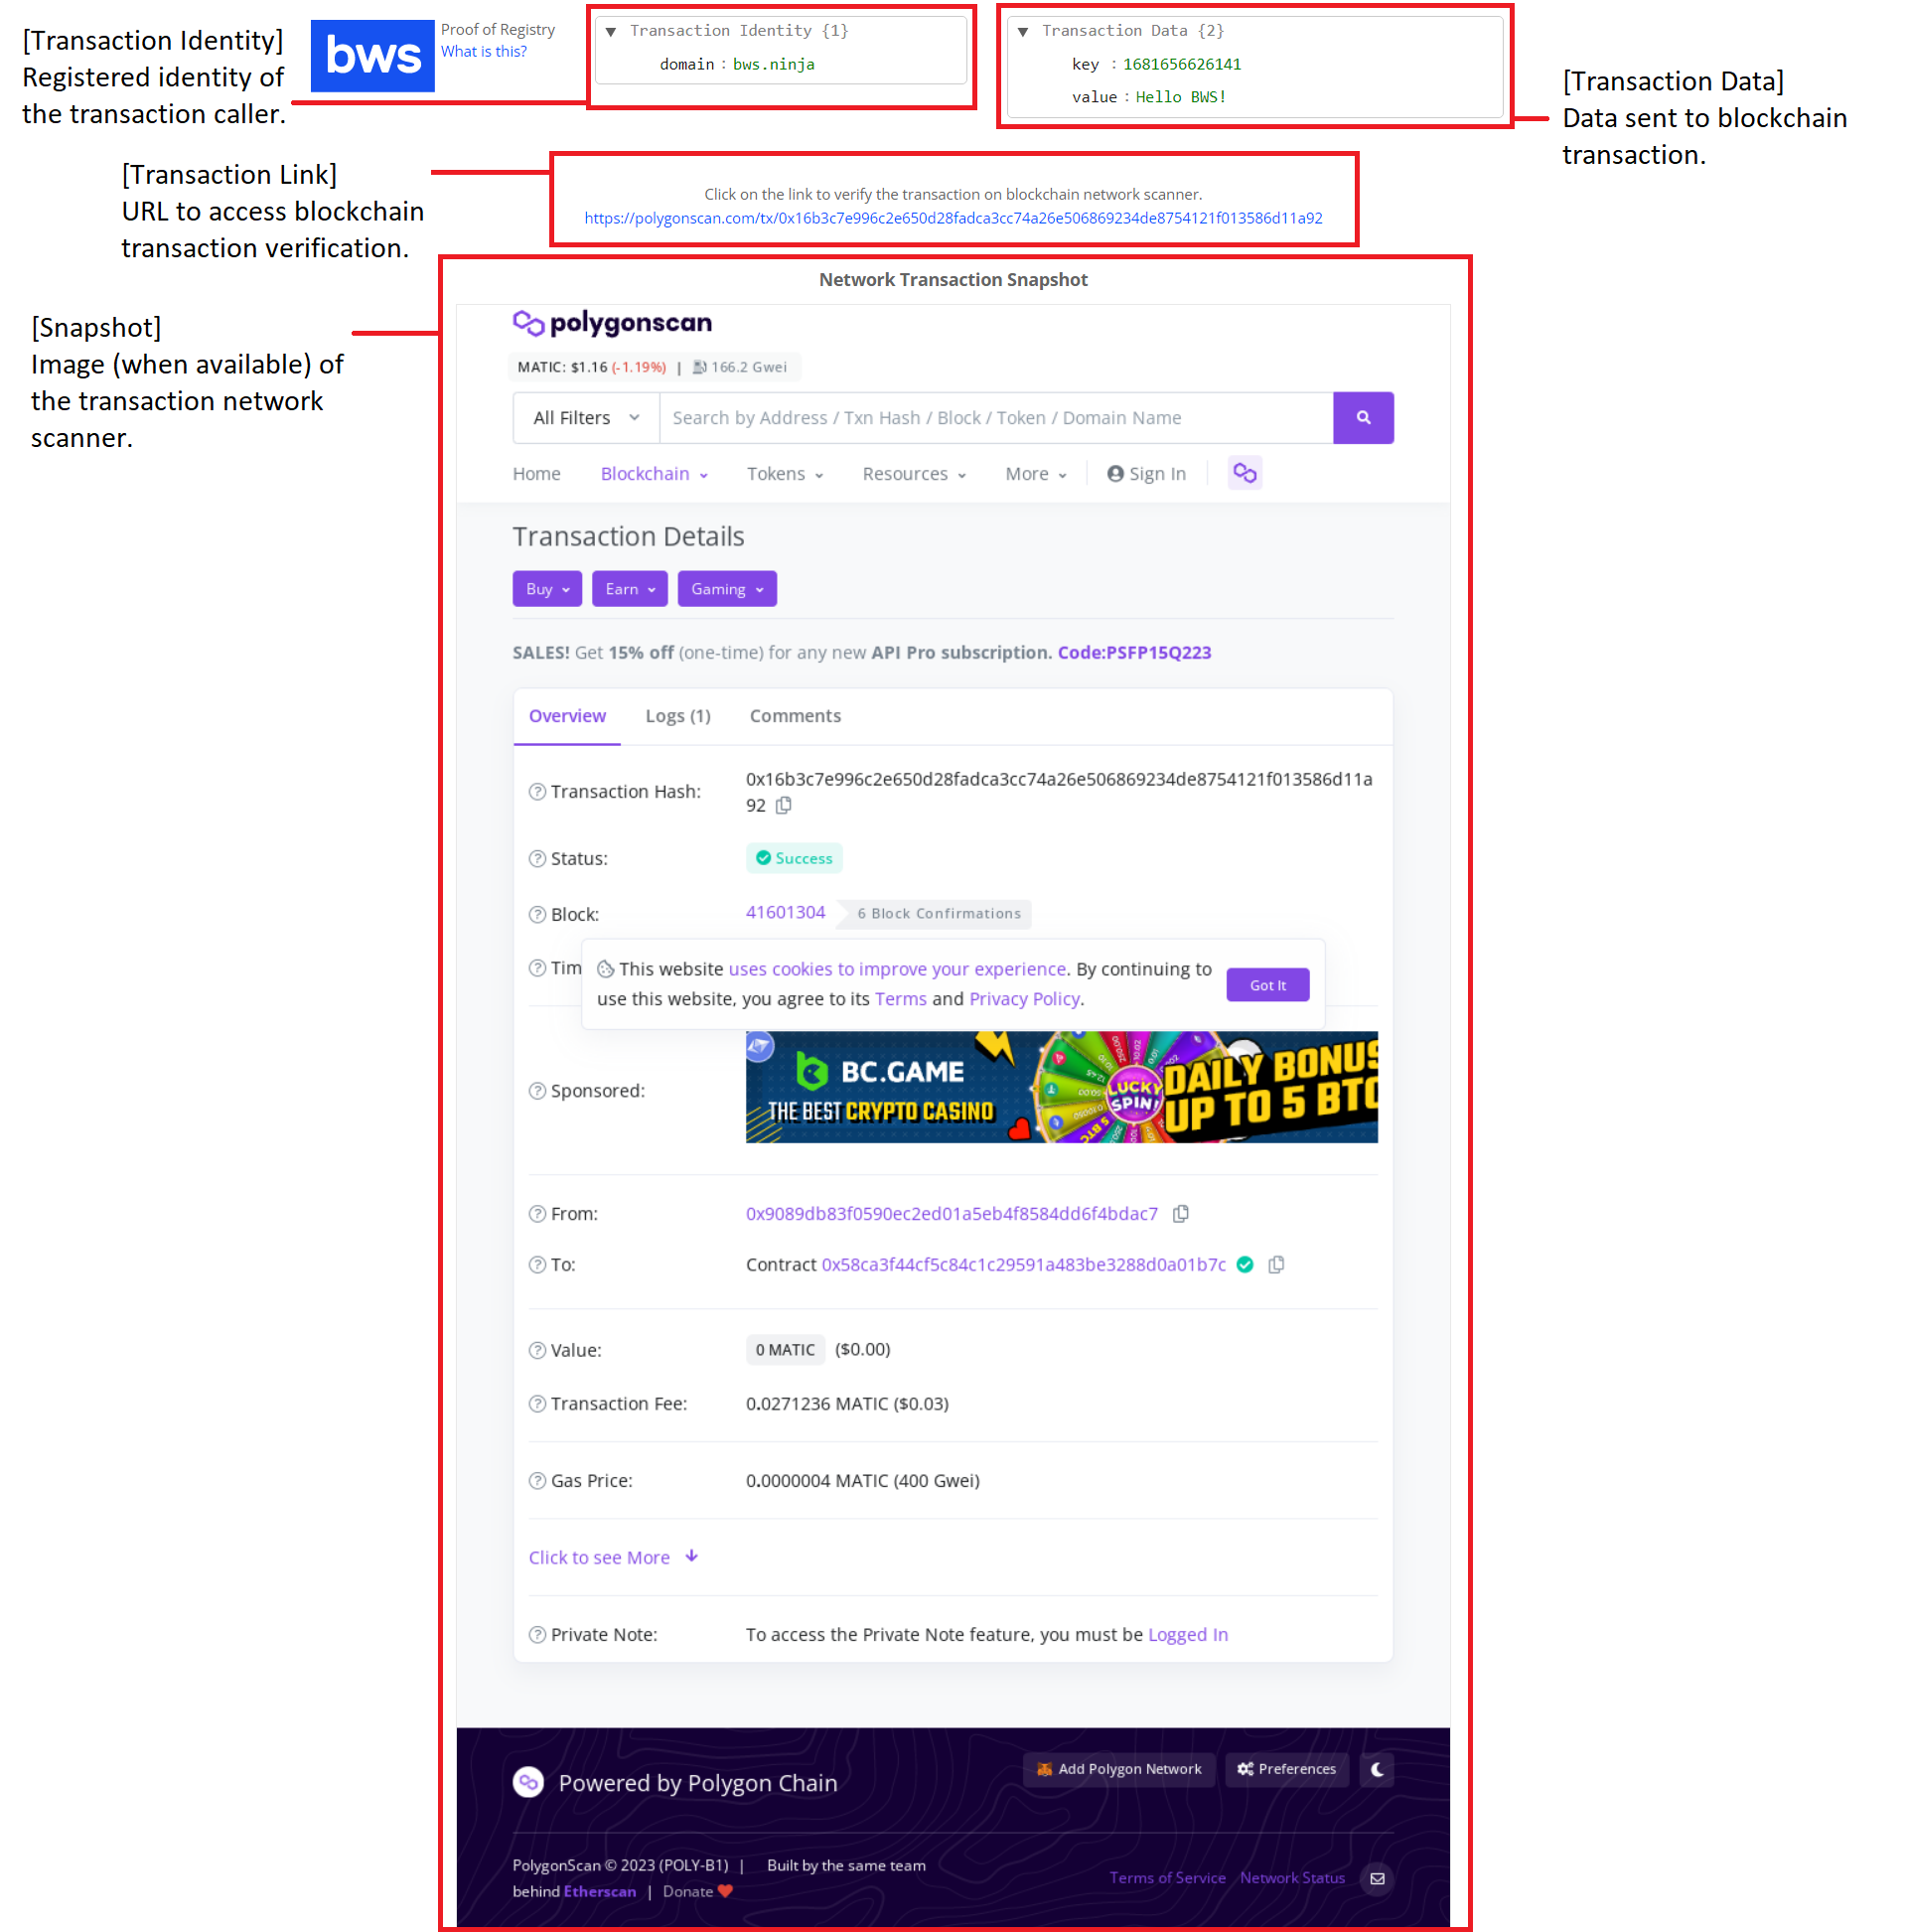 [Transaction Identity]
Registered identity of
the transaction caller.
bws
Proof of Registry
What is this?
▼ Transaction Identity {1}
domain : bws.ninja
▼ Transaction Data {2}
key : 1681656626141
value : Hello BWS!
[Transaction Data]
Data sent to blockchain
transaction.
[Transaction Link]
URL to access blockchain
transaction verification.
Click on the link to verify the transaction on blockchain network scanner.
https://polygonscan.com/tx/0x16b3c7e996c2e650d28fadca3cc74a26e506869234de8754121f013586d11a92
[Snapshot]
Image (when available) of
the transaction network
scanner.
Network Transaction Snapshot
polygonscan
MATIC: $1.16 (-1.19%) | 166.2 Gwei
All Filters
Search by Address / Txn Hash / Block / Token / Domain Name
Home Blockchain Tokens Resources More Sign In
Transaction Details
Buy Earn Gaming
SALES! Get 15% off (one-time) for any new API Pro subscription. Code:PSFP15Q223
Overview Logs (1) Comments
Transaction Hash: 0x16b3c7e996c2e650d28fadca3cc74a26e506869234de8754121f013586d11a
92
Status: Success
Block: 41601304 6 Block Confirmations
Tim
This website uses cookies to improve your experience. By continuing to
use this website, you agree to its Terms and Privacy Policy.
Got It
Sponsored:
BC.GAME
THE BEST CRYPTO CASINO
LUCKY
SPIN!
DAILY BONUS
UP TO 5 BTC
From: 0x9089db83f0590ec2ed01a5eb4f8584dd6f4bdac7
To: Contract 0x58ca3f44cf5c84c1c29591a483be3288d0a01b7c
Value: 0 MATIC ($0.00)
Transaction Fee: 0.0271236 MATIC ($0.03)
Gas Price: 0.0000004 MATIC (400 Gwei)
Click to see More
Private Note: To access the Private Note feature, you must be Logged In
Powered by Polygon Chain
Add Polygon Network Preferences
PolygonScan © 2023 (POLY-B1) | Built by the same team
behind Etherscan | Donate
Terms of Service Network Status